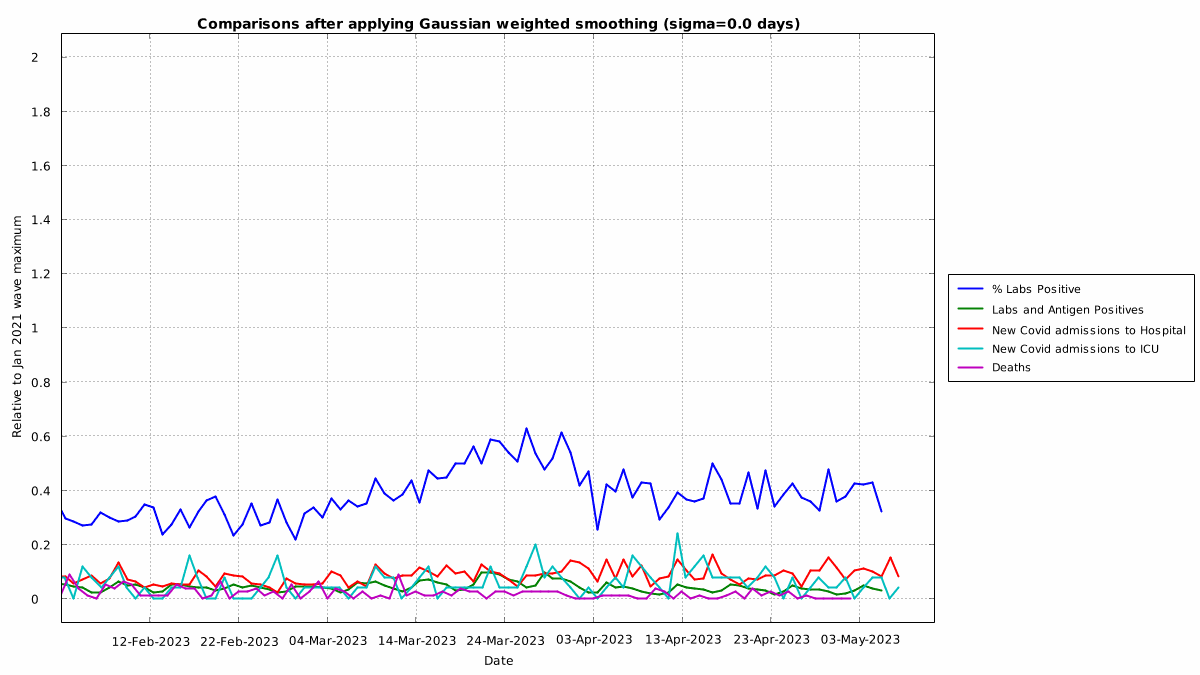 Comparisons after applying Gaussian weighted smoothing (sigma=0.0 days)
2
1.8
1.6
1.4
1.2
1
0.8
0.6
0.4
0.2
0
Relative to Jan 2021 wave maximum
12-Feb-2023 22-Feb-2023 04-Mar-2023 14-Mar-2023 24-Mar-2023 03-Apr-2023 13-Apr-2023 23-Apr-2023 03-May-2023
Date
% Labs Positive
Labs and Antigen Positives
New Covid admissions to Hospital
New Covid admissions to ICU
Deaths